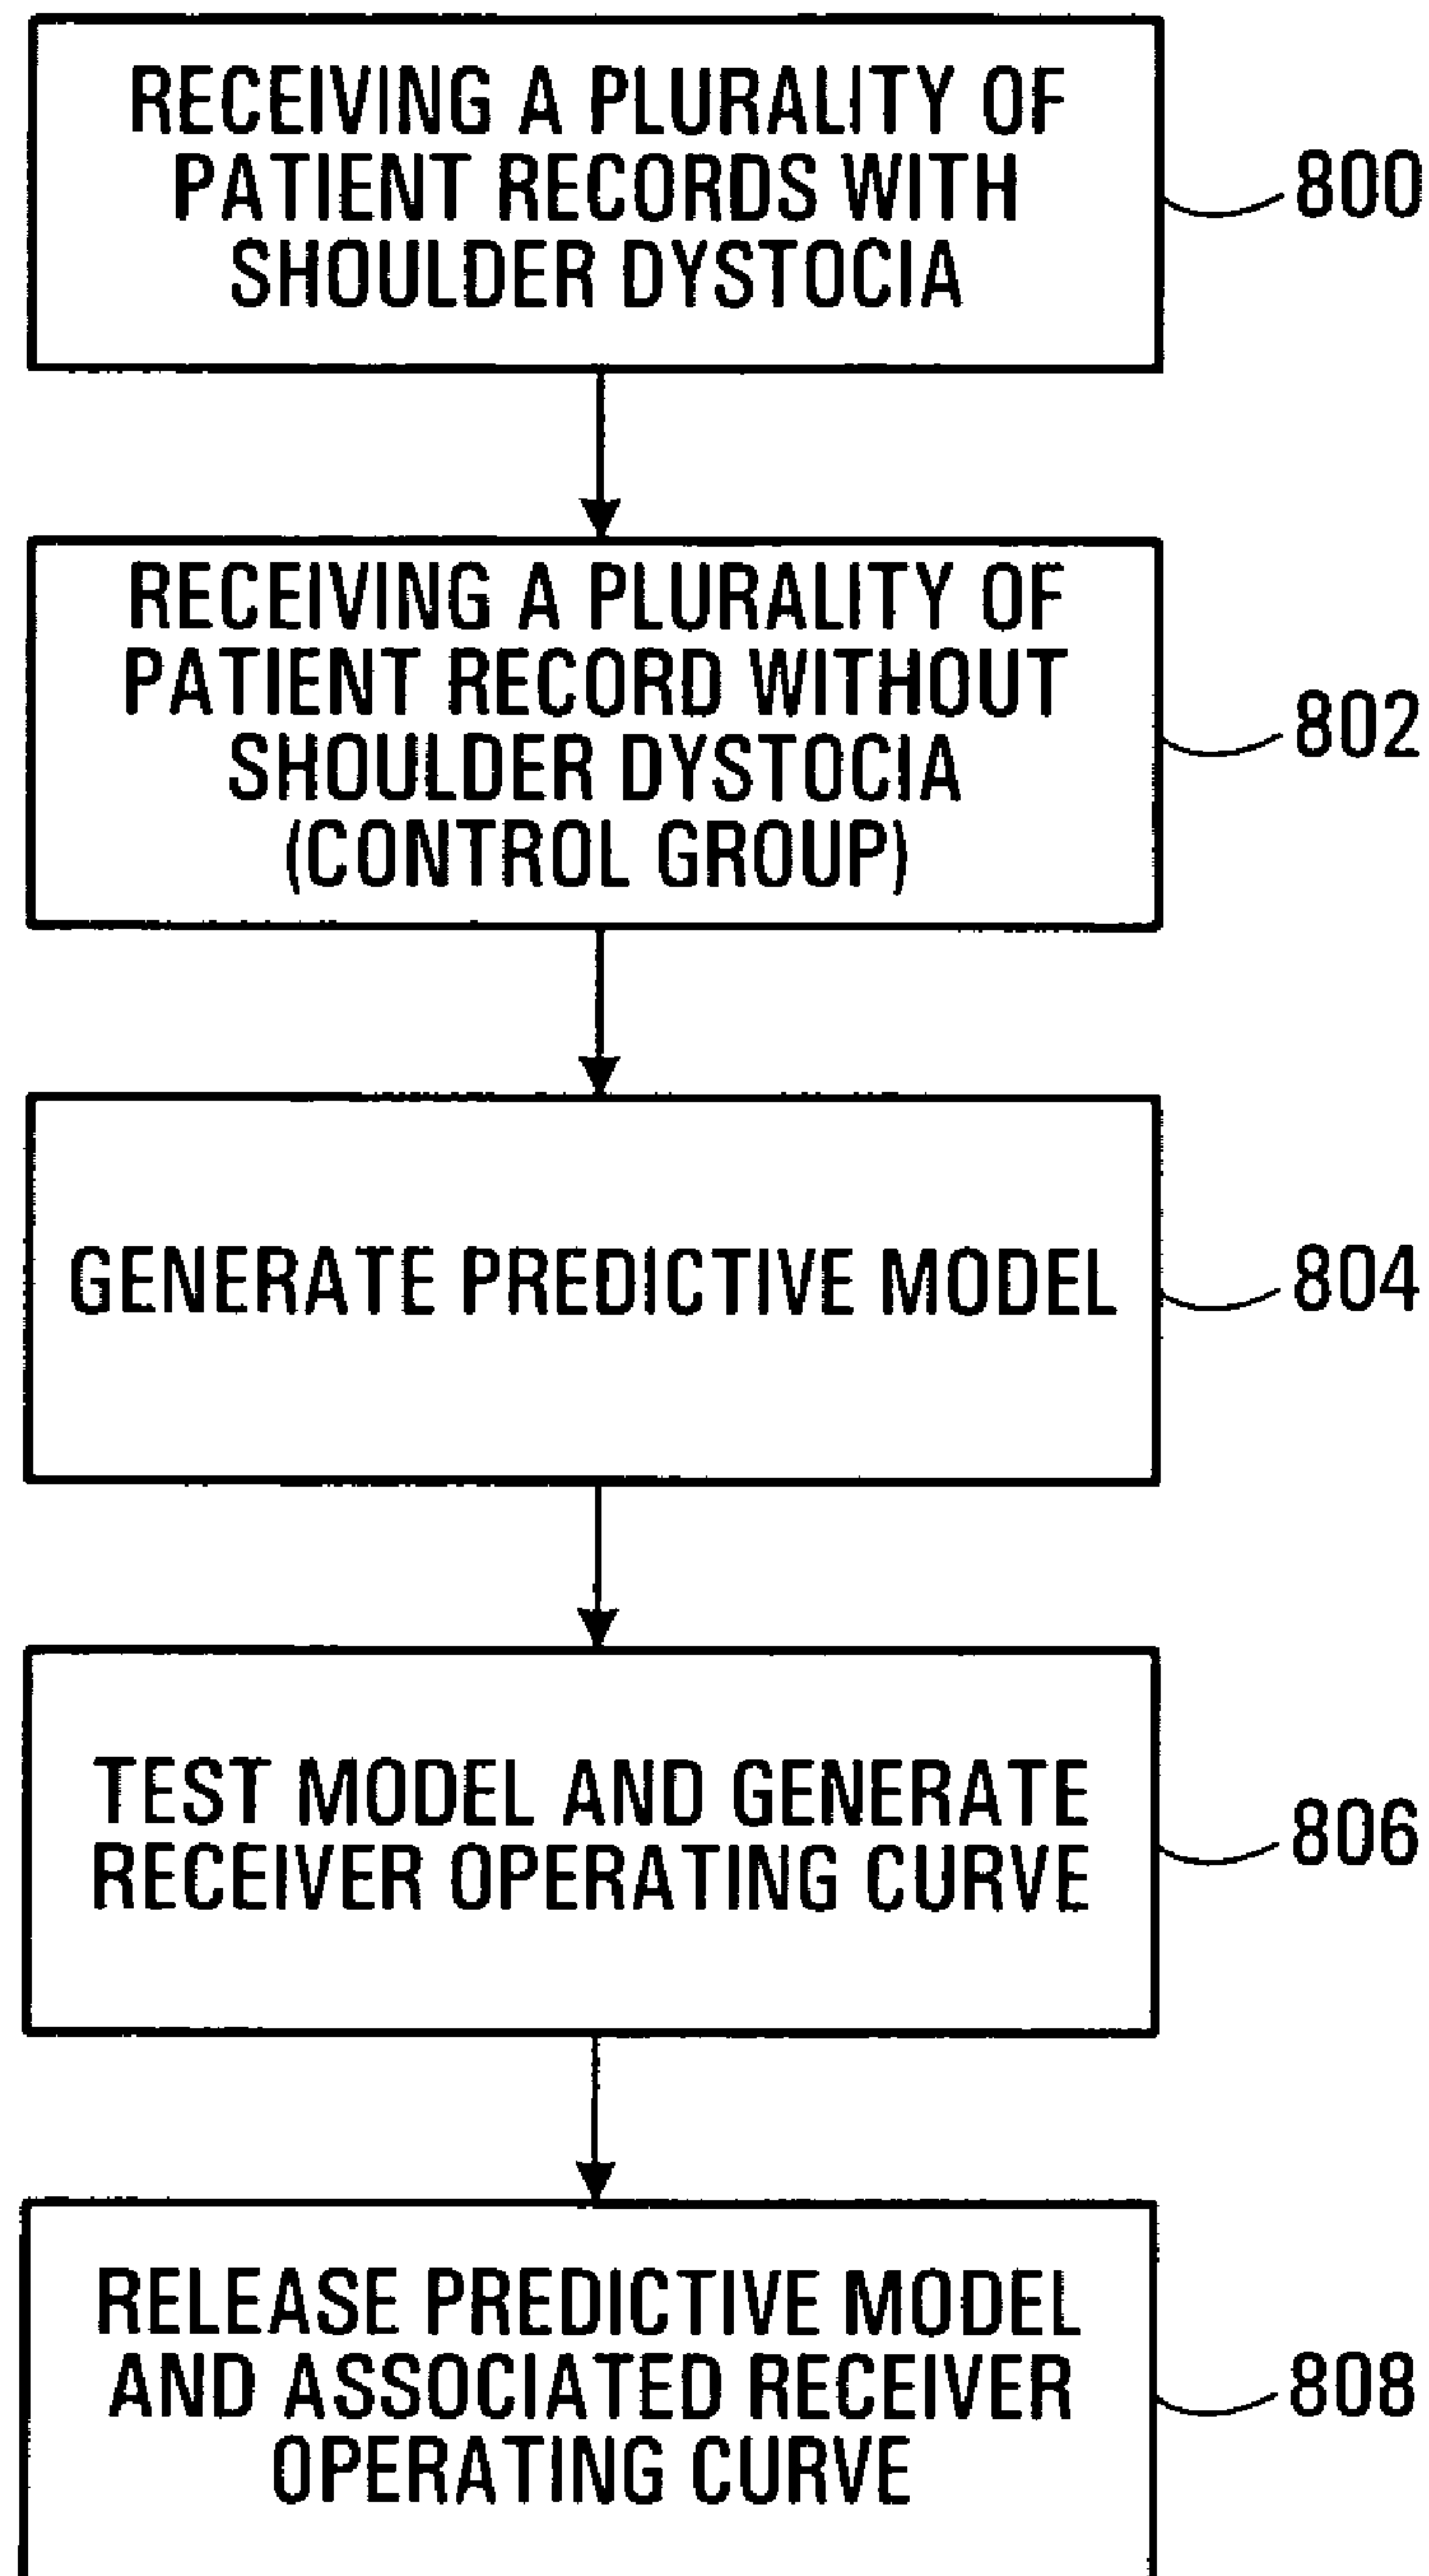 RECEIVING A PLURALITY OF
PATIENT RECORDS WITH
SHOULDER DYSTOCIA
800
RECEIVING A PLURALITY OF
PATIENT RECORD WITHOUT
SHOULDER DYSTOCIA
(CONTROL GROUP)
802
GENERATE PREDICTIVE MODEL
804
TEST MODEL AND GENERATE
RECEIVER OPERATING CURVE
806
RELEASE PREDICTIVE MODEL
AND ASSOCIATED RECEIVER
OPERATING CURVE
808